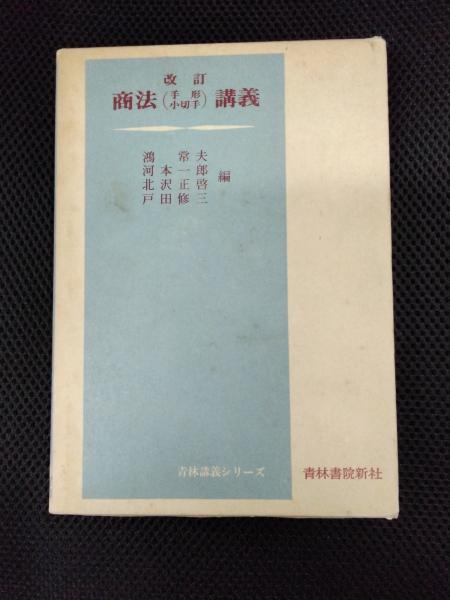 改訂
商法(手形小切手)講義
鴻常夫
河本一郎
北沢正啓
戸田修三
編
青林講義シリーズ
青林書院新社